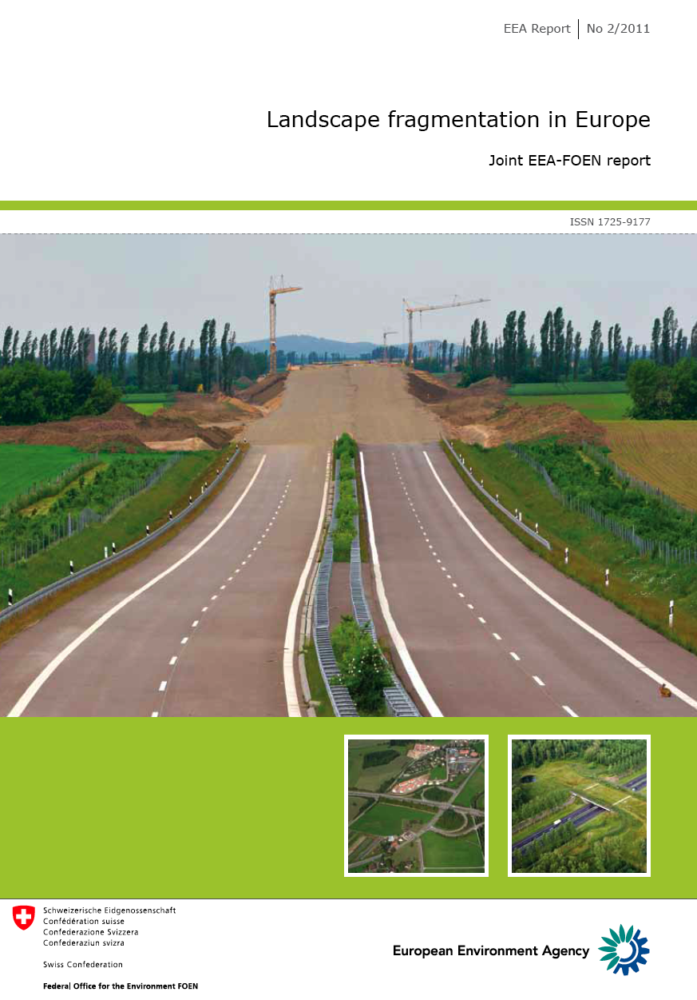 EEA Report No 2/2011
Landscape fragmentation in Europe
Joint EEA-FOEN report
ISSN 1725-9177
Schweizerische Eidgenossenschaft
Confédération suisse
Confederazione Svizzera
Confederaziun svizra
Swiss Confederation
Federal Office for the Environment FOEN
European Environment Agency